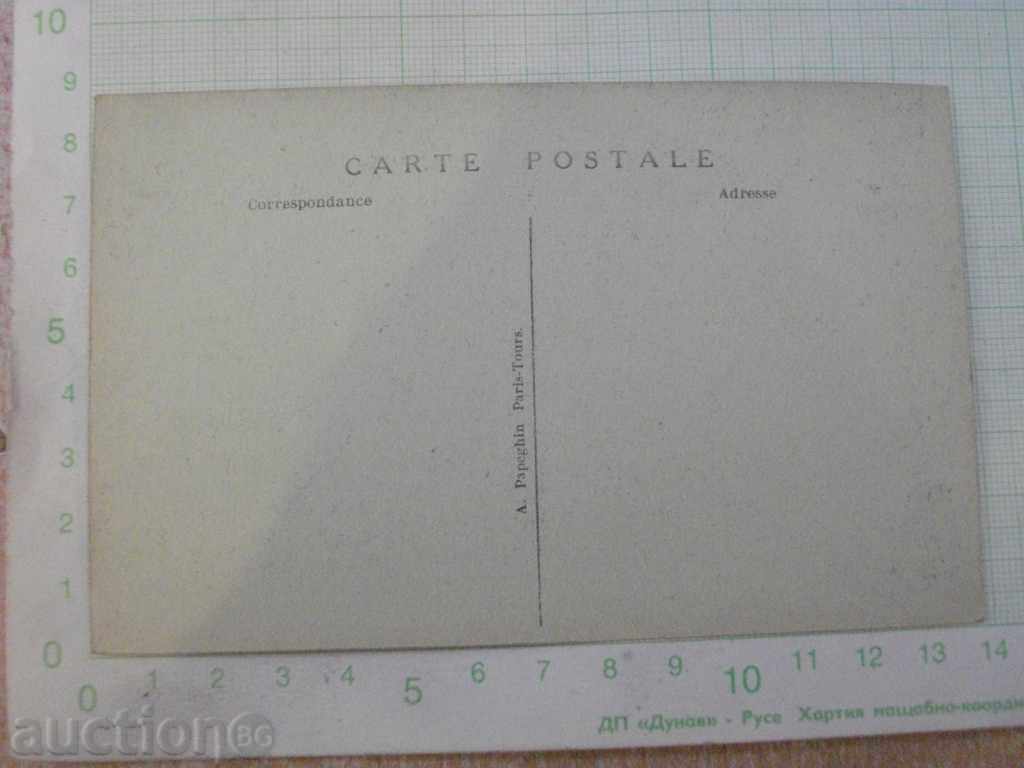 10
9
8
7
6
5
4
3
2
1
0
CARTE POSTALE
Correspondance
Adresse
A. Papeghin Paris-Tours.
0 1 2 3 4 5 6 7 8 9 10 11 12 13 14
ДП «Дунав» - Русе Хартия мащабно-коорди
auctionBG